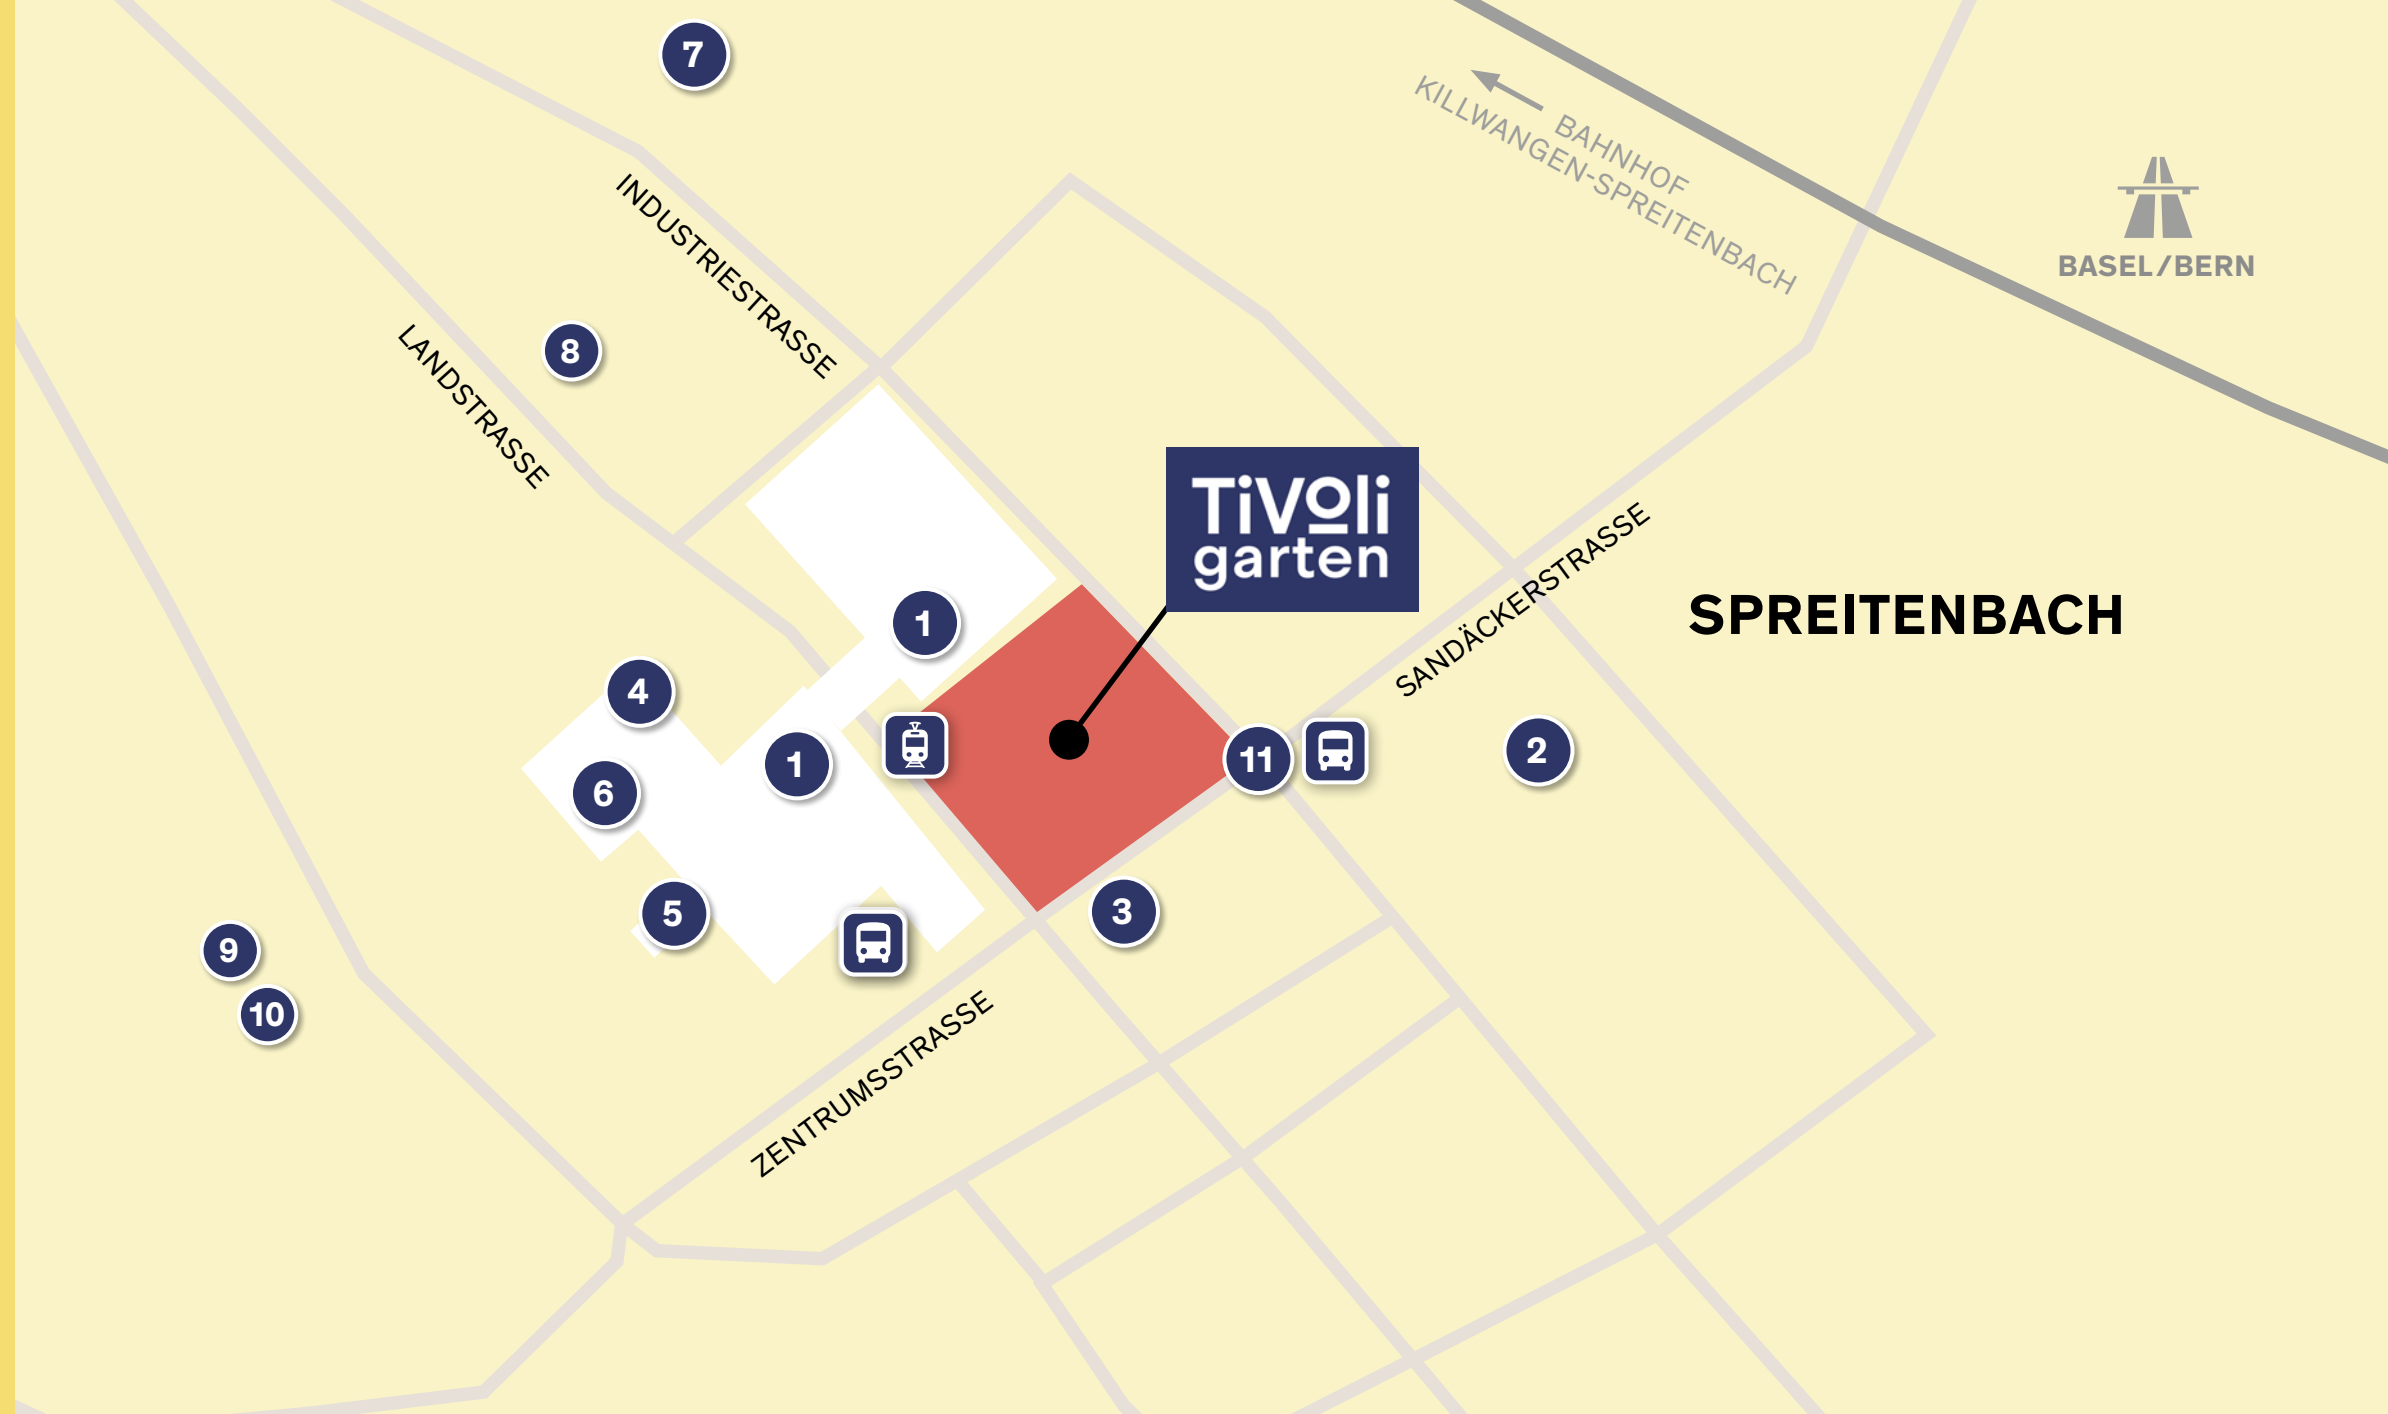 7
BAHNHOF
KILLWANGEN-SPREITENBACH
BASEL/BERN
INDUSTRIESTRASSE
8
LANDSTRASSE
TiVOli
garten
SANDÄCKERSTRASSE
SPREITENBACH
1
4
1
6
11
2
5
3
9
10
ZENTRUMSSTRASSE